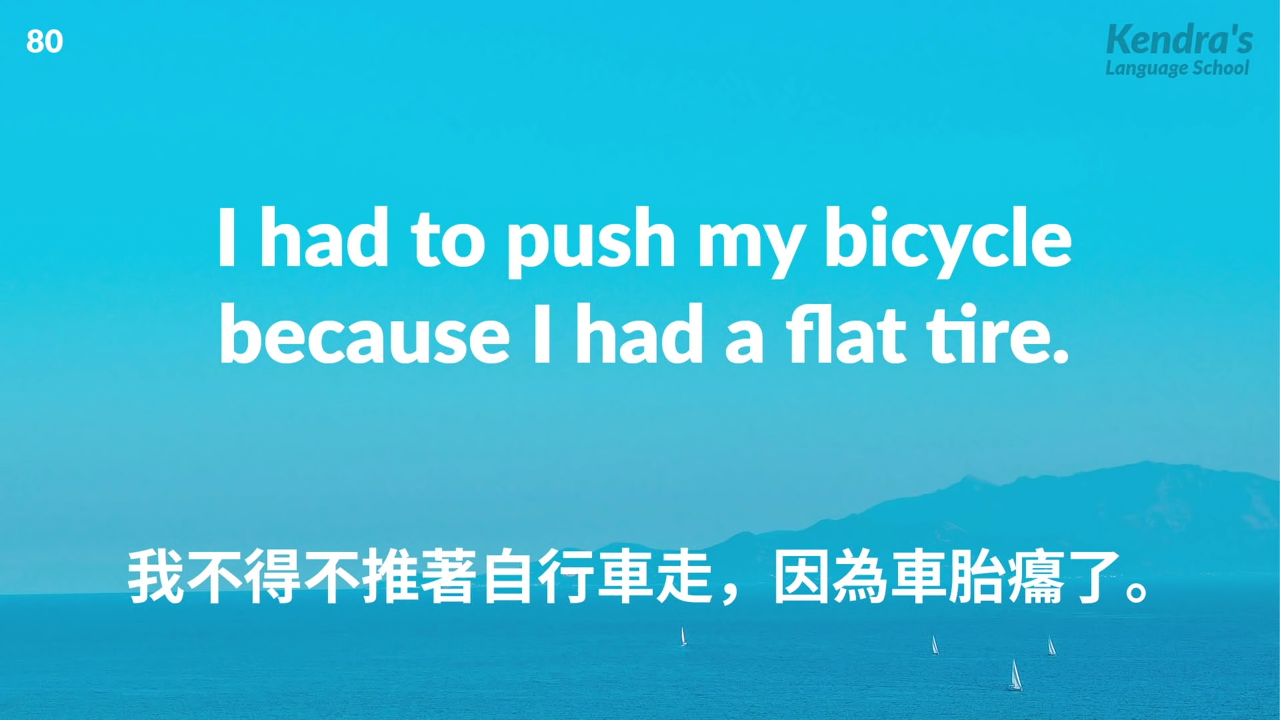 80
Kendra's
Language School
I had to push my bicycle
because I had a flat tire.
我不得不推著自行車走，因為車胎癟了。